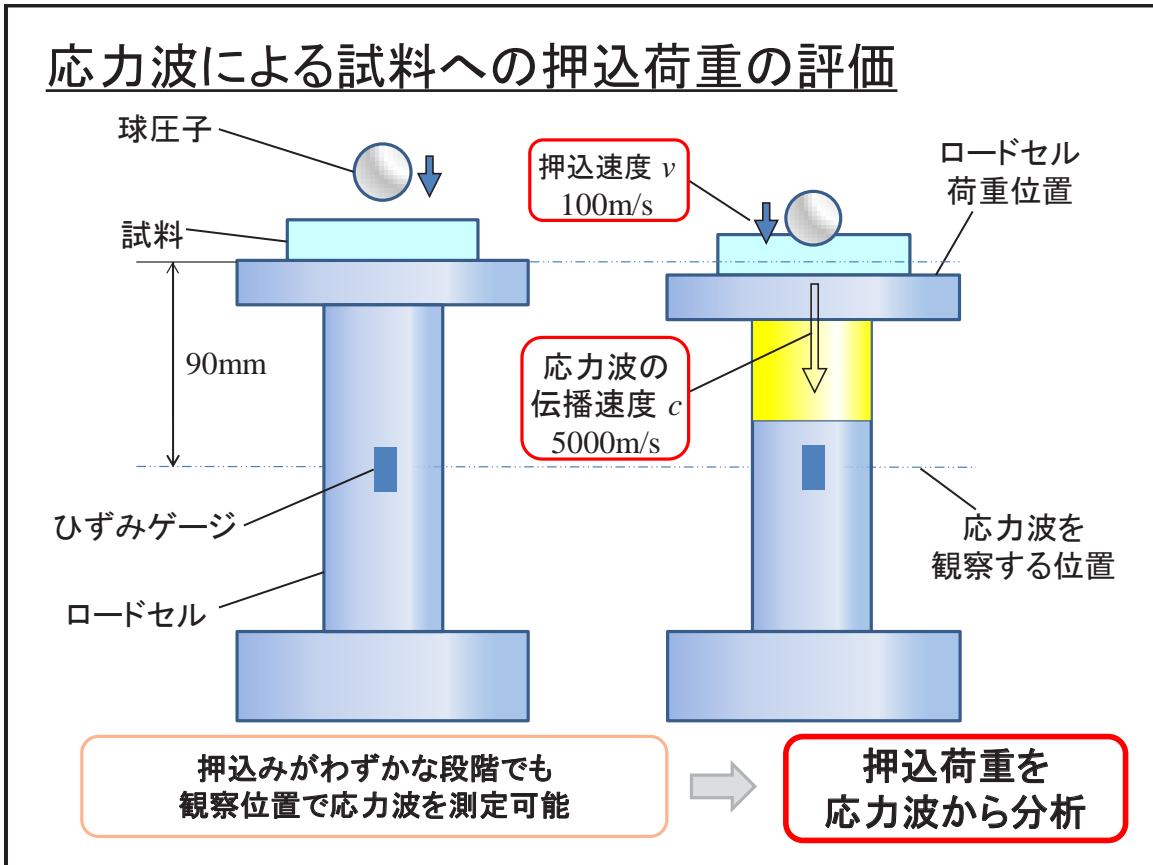 応力波による試料への押込荷重の評価
球圧子
試料
90mm
ひずみゲージ
ロードセル
押込速度 v
100m/s
ロードセル
荷重位置
応力波の
伝播速度 c
5000m/s
応力波を
観察する位置
押込みがわずかな段階でも
観察位置で応力波を測定可能
押込荷重を
応力波から分析